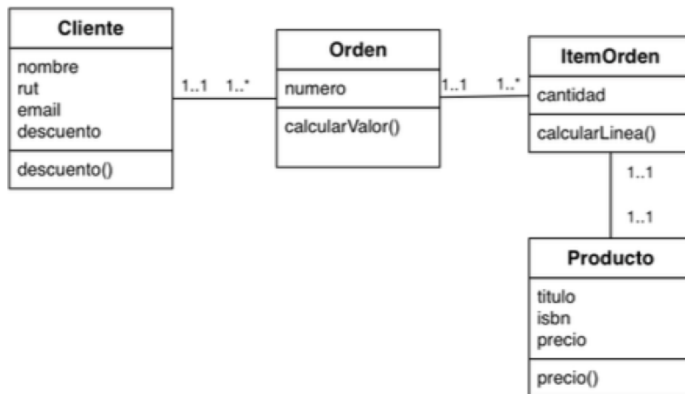 Cliente
nombre
rut
email
descuento
descuento()
1..1 1..*
Orden
numero
calcularValor()
1..1 1..*
ItemOrden
cantidad
calcularLinea()
1..1
1..1
Producto
titulo
isbn
precio
precio()